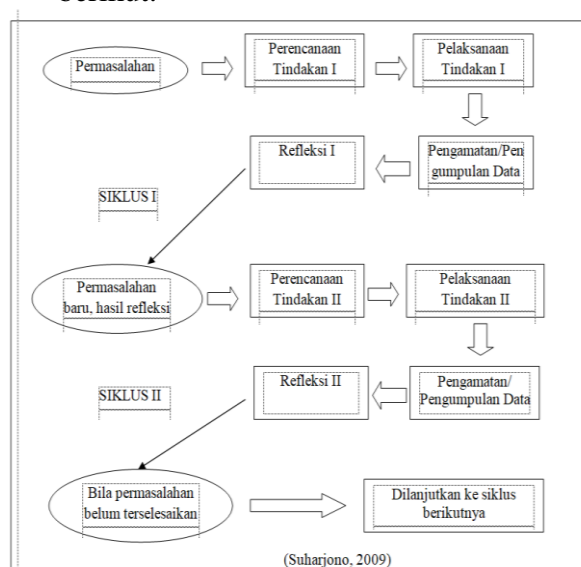 berikut.
Permasalahan
Perencanaan
Tindakan I
Pelaksanaan
Tindakan I
Refleksi I
Pengamatan/Pen
gumpulan Data
SIKLUS I
Permasalahan
baru, hasil refleksi
Perencanaan
Tindakan II
Pelaksanaan
Tindakan II
Refleksi II
Pengamatan/
Pengumpulan Data
SIKLUS II
Bila permasalahan
belum terselesaikan
Dilanjutkan ke siklus
berikutnya
(Suharjono, 2009)